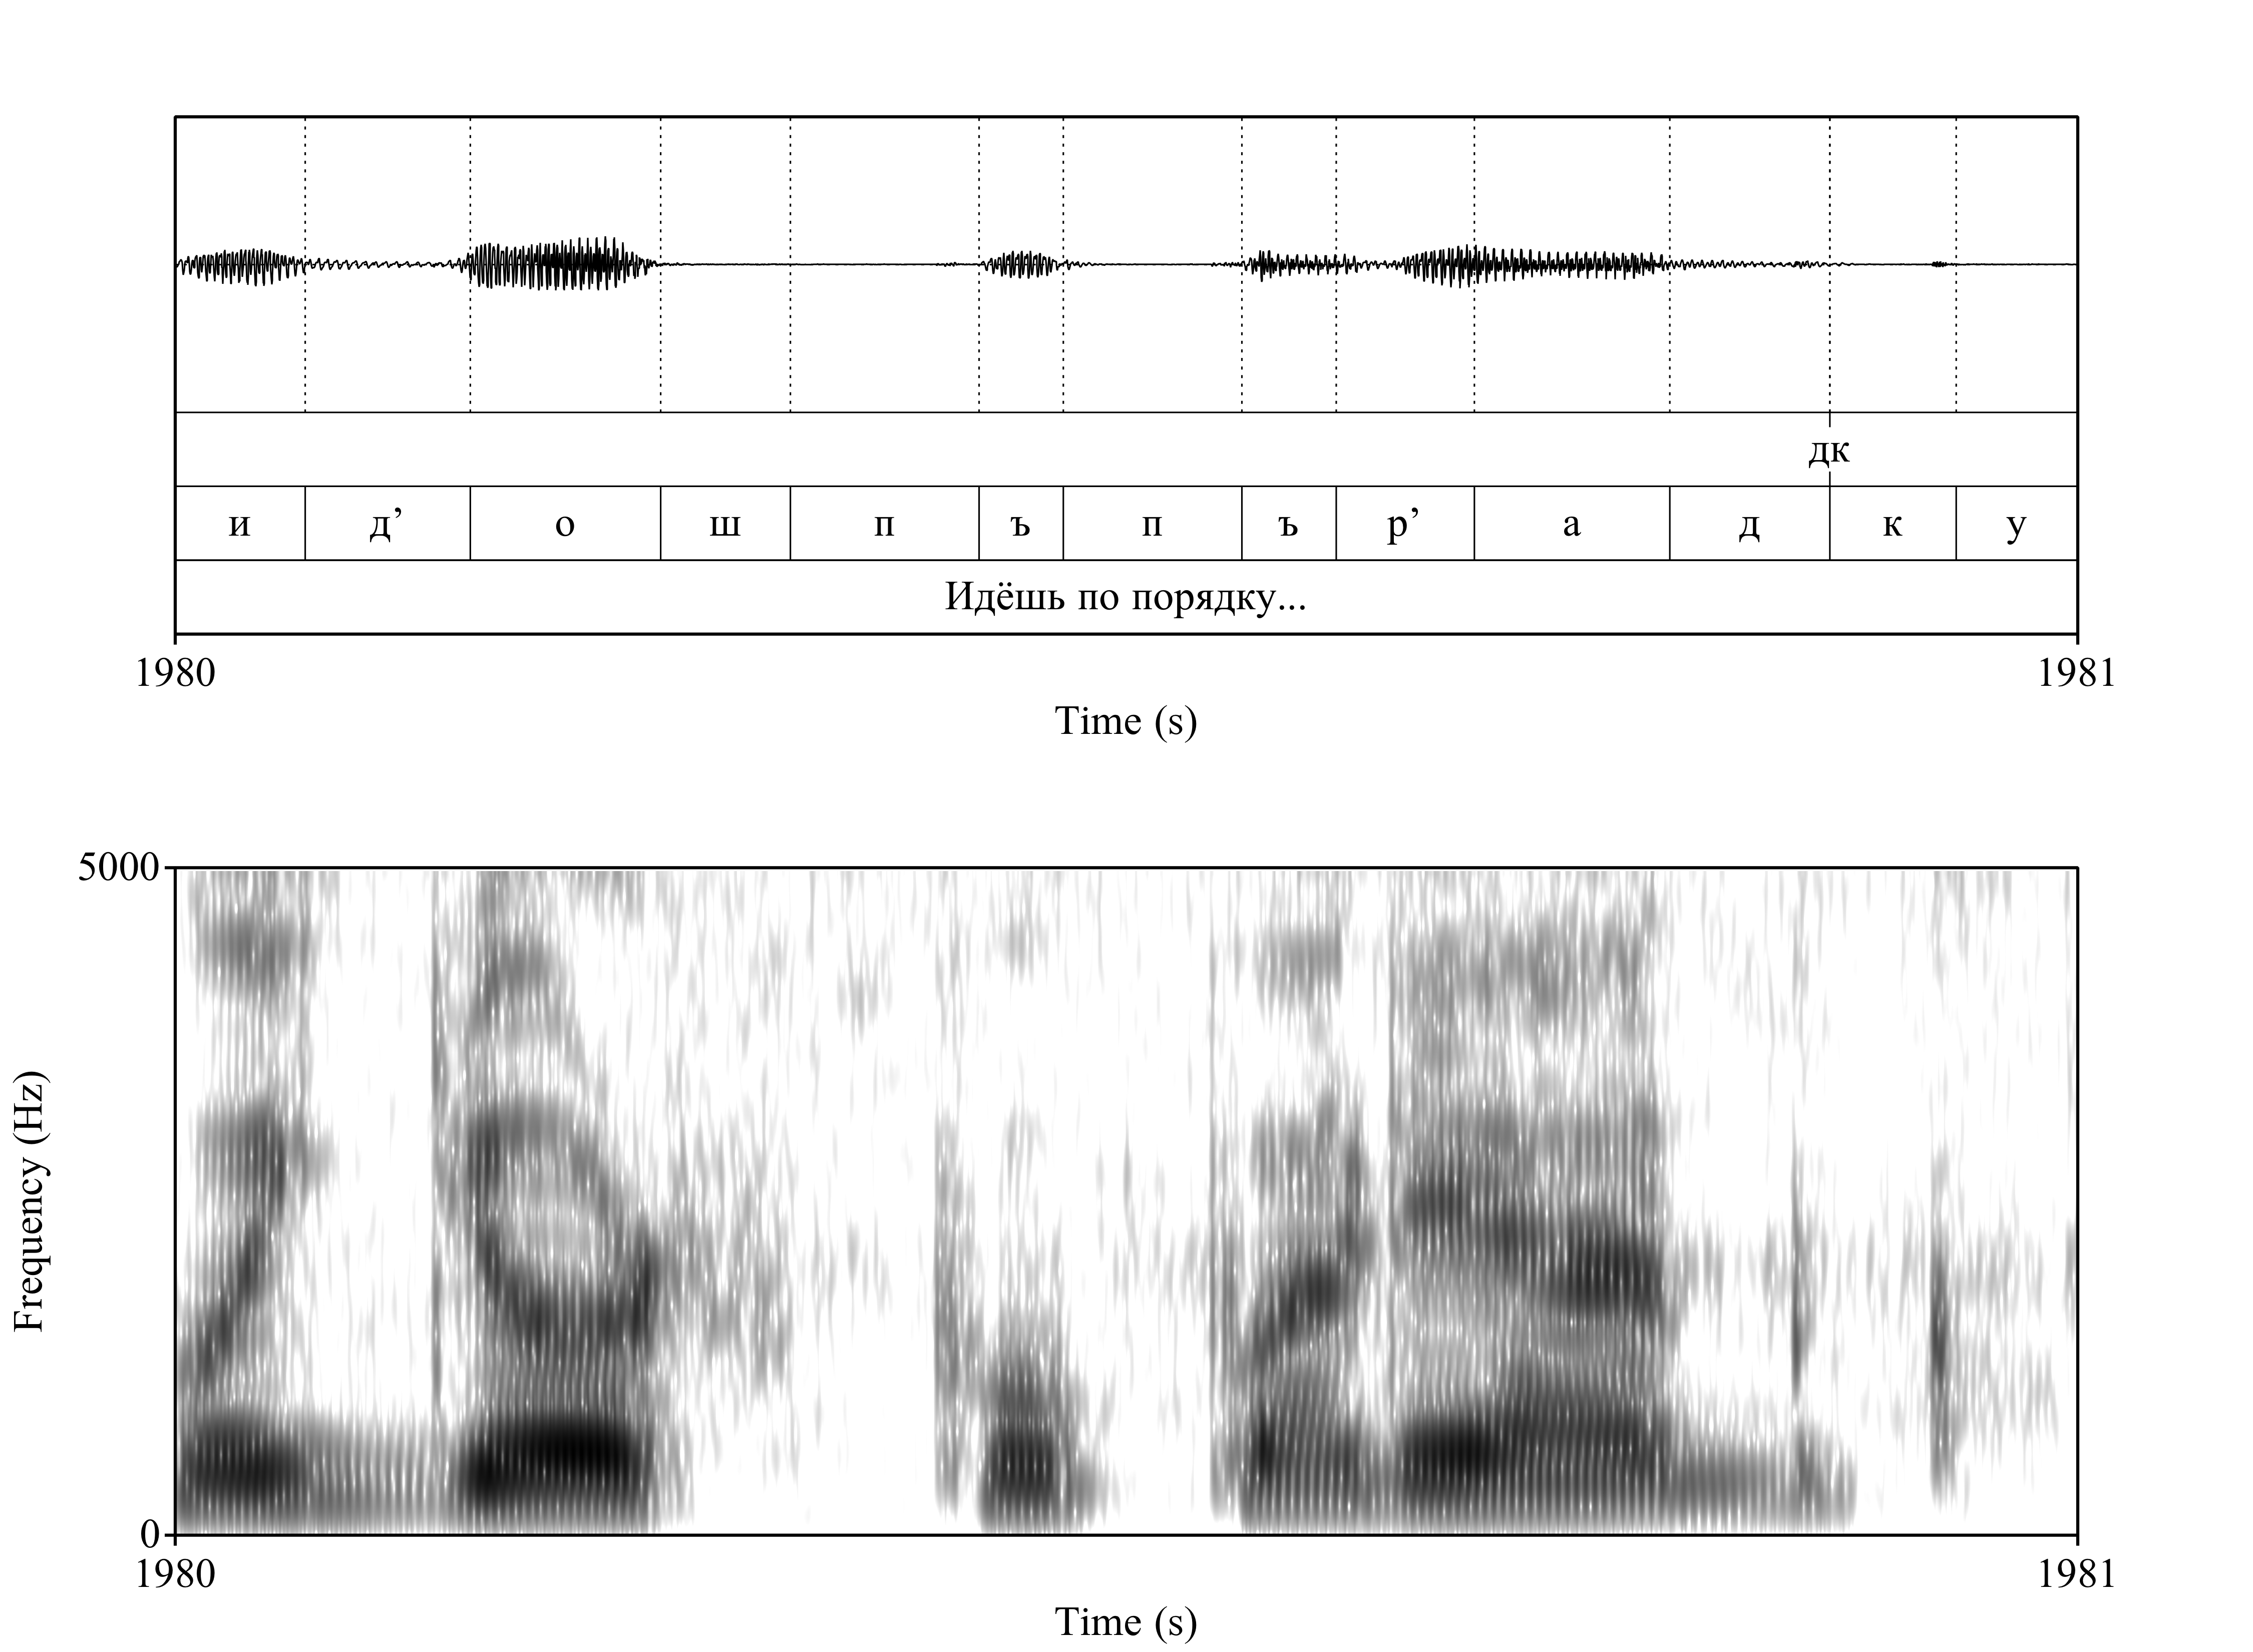 дк
и д’ о ш п ъ п ъ р’ а д к у
Идёшь по порядку...
1980 1981
Time (s)
5000
Frequency (Hz)
0
1980 1981
Time (s)